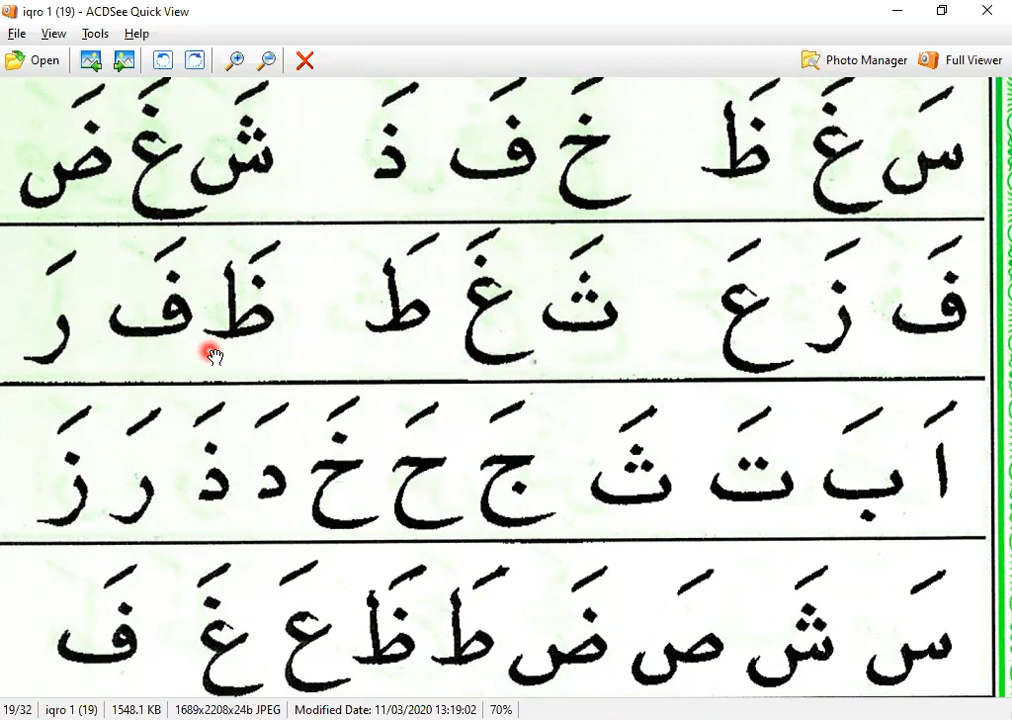 iqro 1 (19) - ACDSee Quick View
File View Tools Help
Open Photo Manager Full Viewer
سَ غَ ظَ خَ فَ ذَ شَ غَ ضَ
فَ زَ عَ ثَ غَ طَ ظَ فَ رَ
اَ بَ تَ ثَ جَ حَ خَ دَ ذَ رَ زَ
سَ شَ صَ ضَ طَ ظَ عَ غَ فَ
19/32 iqro 1 (19) 1548.1 KB 1689x2208x24b JPEG Modified Date: 11/03/2020 13:19:02 70%